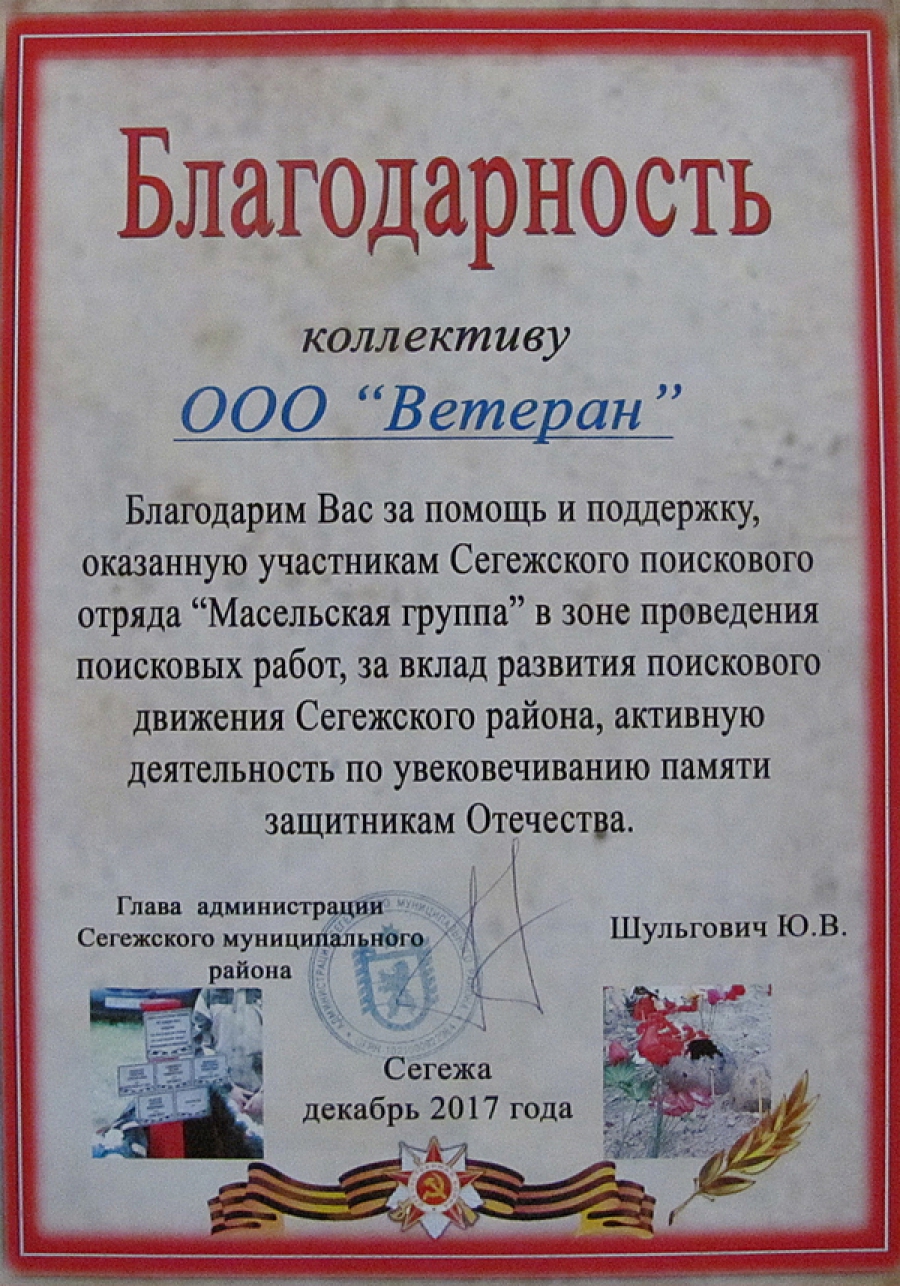 Благодарность
коллективу
ООО “Ветеран”
Благодарим Вас за помощь и поддержку,
оказанную участникам Сегежского поискового
отряда “Масельская группа” в зоне проведения
поисковых работ, за вклад развития поискового
движения Сегежского района, активную
деятельность по увековечиванию памяти
защитникам Отечества.
Глава администрации
Сегежского муниципального
района
Шульгович Ю.В.
Сегежа
декабрь 2017 года